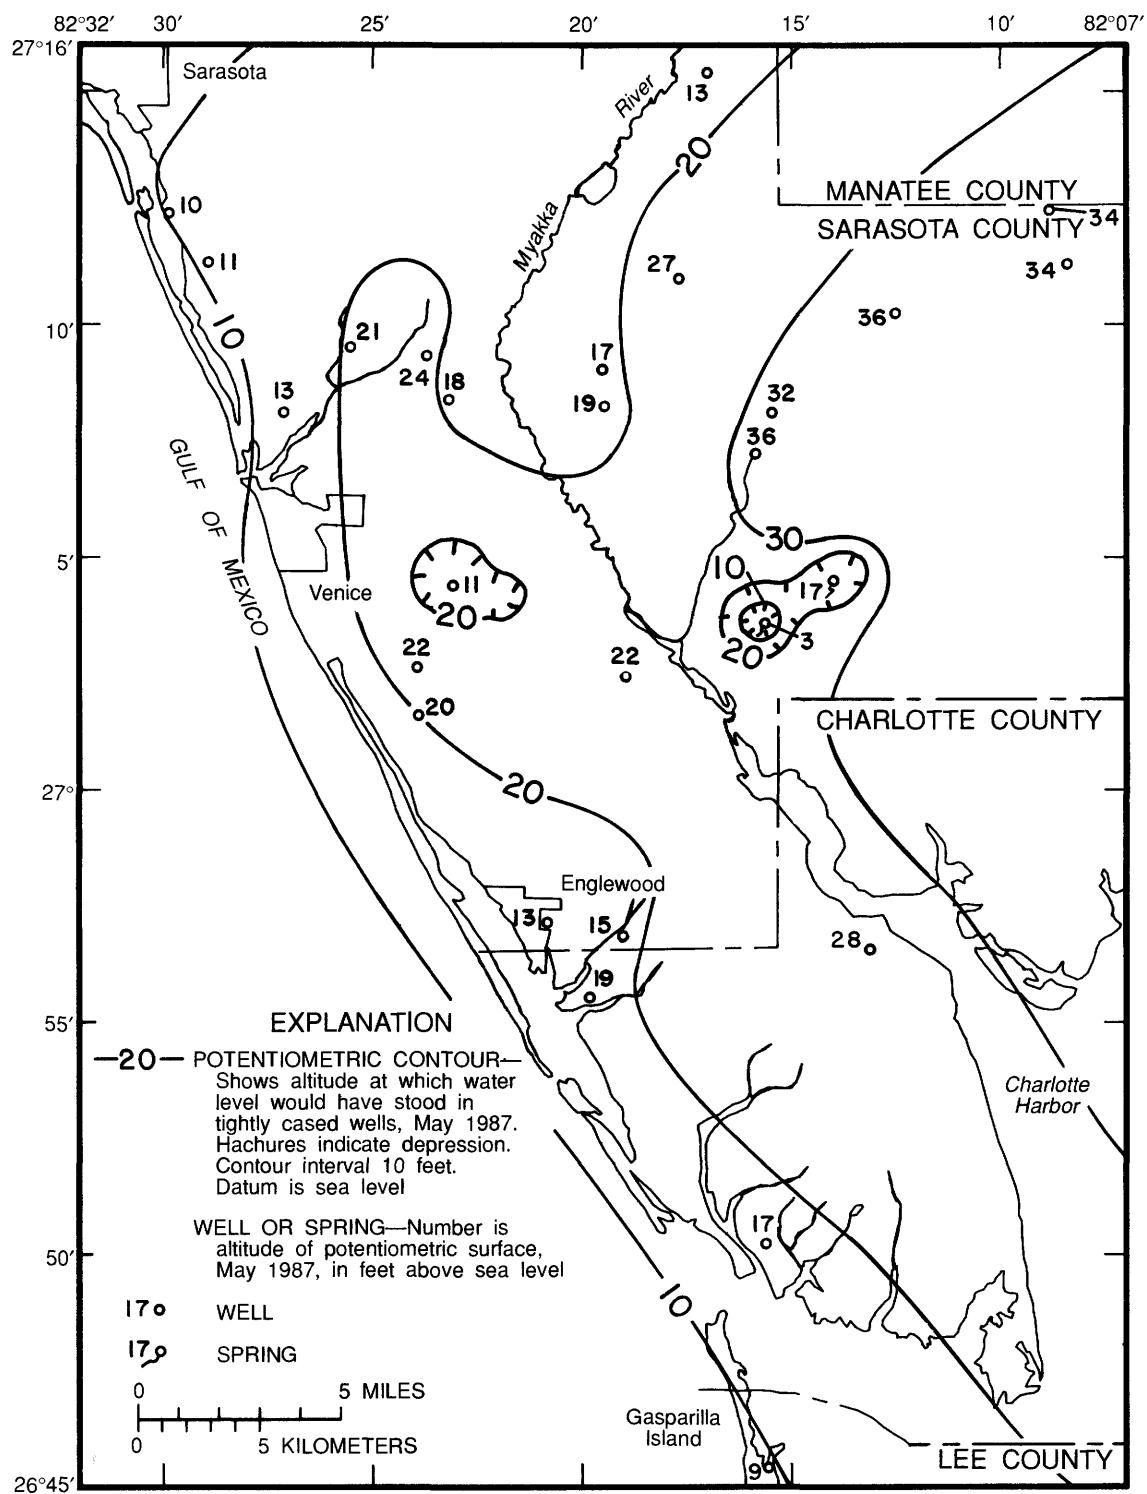 82°32′ 30′ 25′ 20′ 15′ 10′ 82°07′
27°16′
Sarasota
River
13
20
MANATEE COUNTY
SARASOTA COUNTY
34
10
Myakka
11
27
34
10′
10
36
21
17
24
18
13
19
32
36
GULF OF MEXICO
5′
30
10
11
17
Venice
20
3
20
22
22
20
CHARLOTTE COUNTY
27°
20
Englewood
13
15
28
19
55′
EXPLANATION
—20— POTENTIOMETRIC CONTOUR—
Shows altitude at which water
level would have stood in
tightly cased wells, May 1987.
Hachures indicate depression.
Contour interval 10 feet.
Datum is sea level
Charlotte
Harbor
WELL OR SPRING—Number is
altitude of potentiometric surface,
May 1987, in feet above sea level
17
50′
17 WELL
10
17 SPRING
0 5 MILES
0 5 KILOMETERS
Gasparilla
Island
LEE COUNTY
9
26°45′